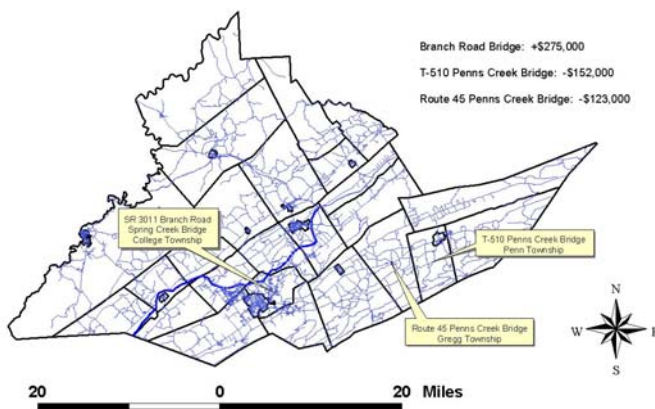 Branch Road Bridge: +$275,000
T-510 Penns Creek Bridge: -$152,000
Route 45 Penns Creek Bridge: -$123,000
SR 3011 Branch Road
Spring Creek Bridge
College Township
T-510 Penns Creek Bridge
Penn Township
Route 45 Penns Creek Bridge
Gregg Township
N
W
E
S
20 0 20 Miles